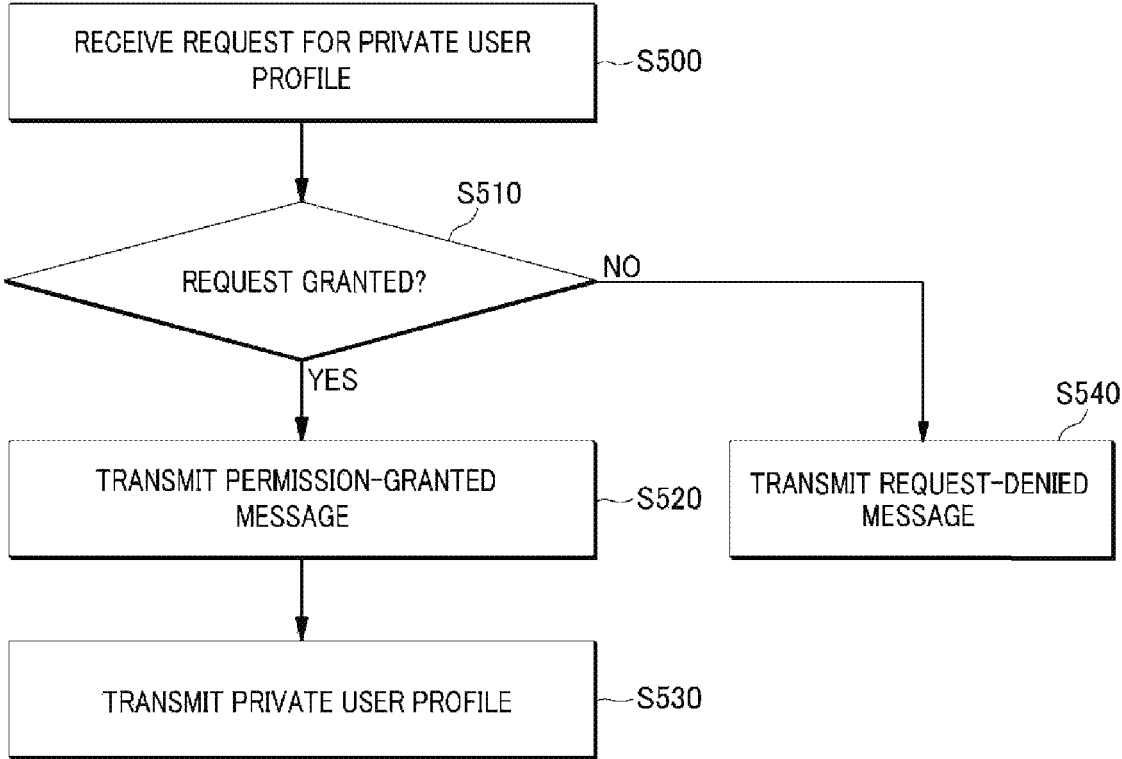 RECEIVE REQUEST FOR PRIVATE USER
PROFILE
S500
S510
REQUEST GRANTED?
NO
YES
S540
TRANSMIT PERMISSION-GRANTED
MESSAGE
S520
TRANSMIT REQUEST-DENIED
MESSAGE
TRANSMIT PRIVATE USER PROFILE
S530